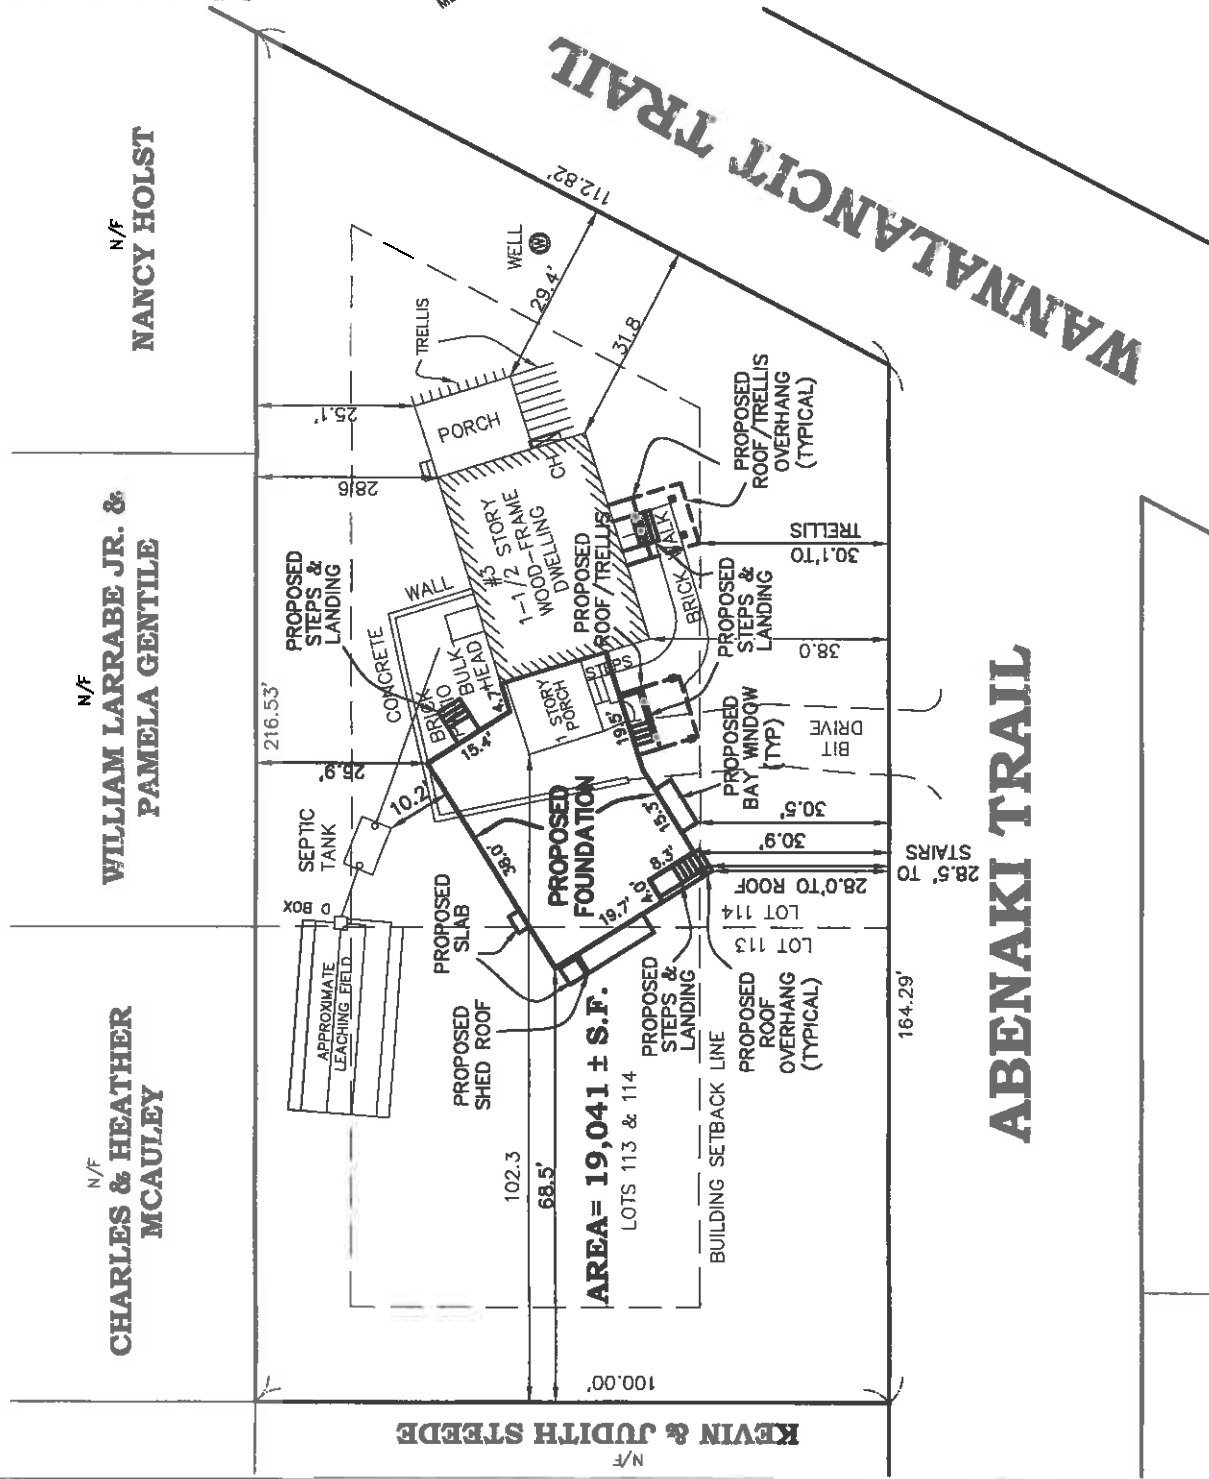 N/F
NANCY HOLST
N/F
WILLIAM LARRABE JR. &
PAMELA GENTILE
N/F
CHARLES & HEATHER
MCAULEY
N/F
KEVIN & JUDITH STEEDE
WANNALANCIT TRAIL
ABENAKI TRAIL
112.82'
216.53'
164.29'
100.00'
WELL
W
29.4'
31.8
TRELLIS
25.1'
28.6
PORCH
CH
#3
1-1/2 STORY
WOOD-FRAME
DWELLING
PROPOSED
ROOF/TRELLIS
OVERHANG
(TYPICAL)
30.1'TO
TRELLIS
PROPOSED
STEPS &
LANDING
WALL
CONCRETE
BULK
HEAD
BRICK
4.7'
15.4'
25.9'
10.2'
SEPTIC
TANK
D BOX
APPROXIMATE
LEACHING FIELD
1 STORY
PORCH
STEPS
PROPOSED
ROOF/TRELLIS
BRICK WALK
PROPOSED
STEPS &
LANDING
38.0
19.5'
BIT
DRIVE
PROPOSED
BAY WINDOW
(TYP)
38.0'
PROPOSED
FOUNDATION
15.3'
8.3'
4.0'
19.7'
30.5'
30.9'
28.5' TO
STAIRS
28.0'TO ROOF
LOT 114
LOT 113
PROPOSED
SLAB
PROPOSED
SHED ROOF
PROPOSED
STEPS &
LANDING
PROPOSED
ROOF
OVERHANG
(TYPICAL)
102.3
68.5'
AREA= 19,041 ± S.F.
LOTS 113 & 114
BUILDING SETBACK LINE